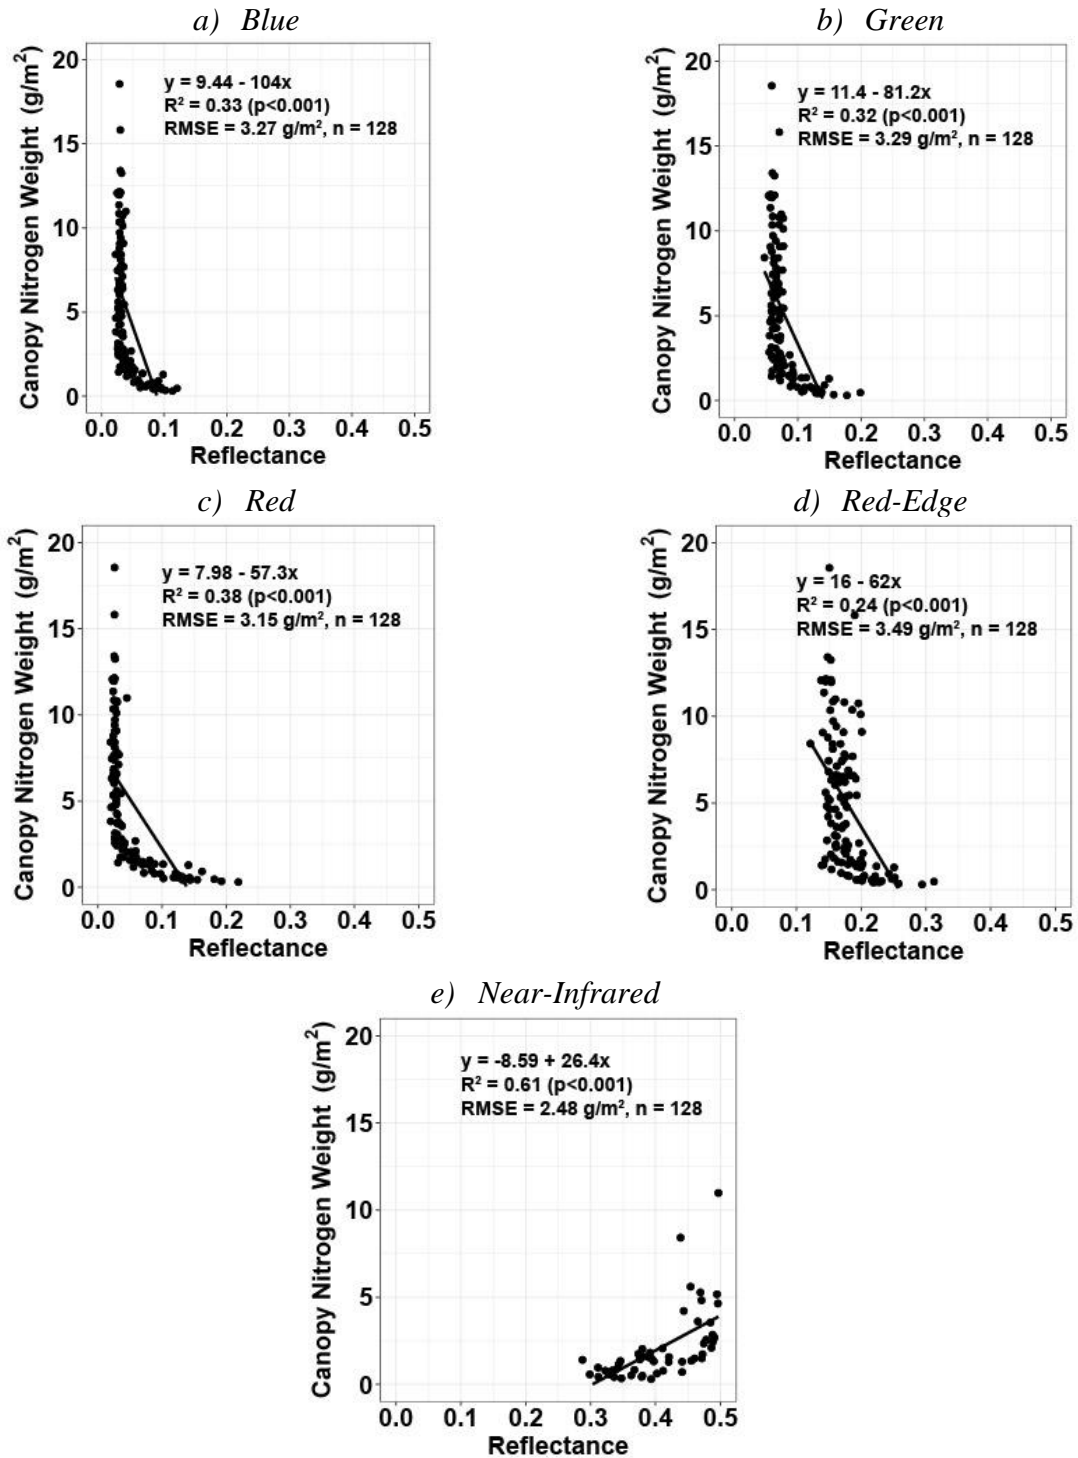 a) Blue
20
15
10
5
0
Canopy Nitrogen Weight (g/m²)
y = 9.44 - 104x
R² = 0.33 (p<0.001)
RMSE = 3.27 g/m², n = 128
0.0 0.1 0.2 0.3 0.4 0.5
Reflectance
b) Green
20
15
10
5
0
Canopy Nitrogen Weight (g/m²)
y = 11.4 - 81.2x
R² = 0.32 (p<0.001)
RMSE = 3.29 g/m², n = 128
0.0 0.1 0.2 0.3 0.4 0.5
Reflectance
c) Red
20
15
10
5
0
Canopy Nitrogen Weight (g/m²)
y = 7.98 - 57.3x
R² = 0.38 (p<0.001)
RMSE = 3.15 g/m², n = 128
0.0 0.1 0.2 0.3 0.4 0.5
Reflectance
d) Red-Edge
20
15
10
5
0
Canopy Nitrogen Weight (g/m²)
y = 16 - 62x
R² = 0.24 (p<0.001)
RMSE = 3.49 g/m², n = 128
0.0 0.1 0.2 0.3 0.4 0.5
Reflectance
e) Near-Infrared
20
15
10
5
0
Canopy Nitrogen Weight (g/m²)
y = -8.59 + 26.4x
R² = 0.61 (p<0.001)
RMSE = 2.48 g/m², n = 128
0.0 0.1 0.2 0.3 0.4 0.5
Reflectance